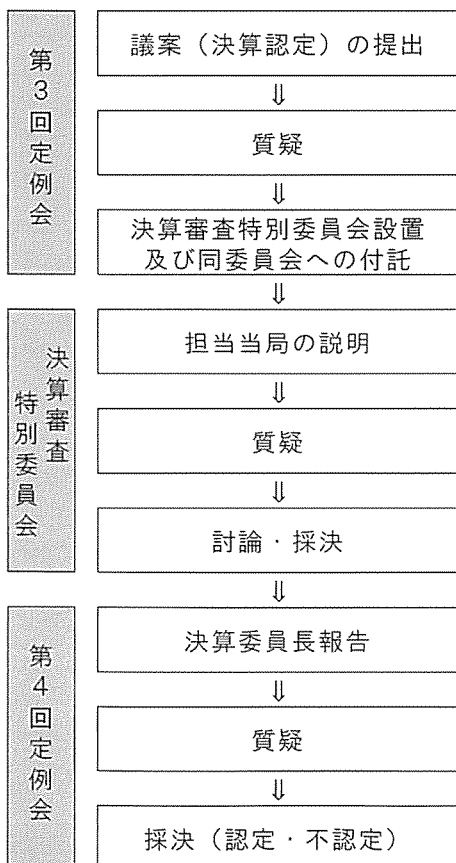 第3回定例会
議案（決算認定）の提出
⇓
質疑
⇓
決算審査特別委員会設置
及び同委員会への付託
⇓
決算審査
特別委員会
担当当局の説明
⇓
質疑
⇓
討論・採決
⇓
第4回定例会
決算委員長報告
⇓
質疑
⇓
採決（認定・不認定）